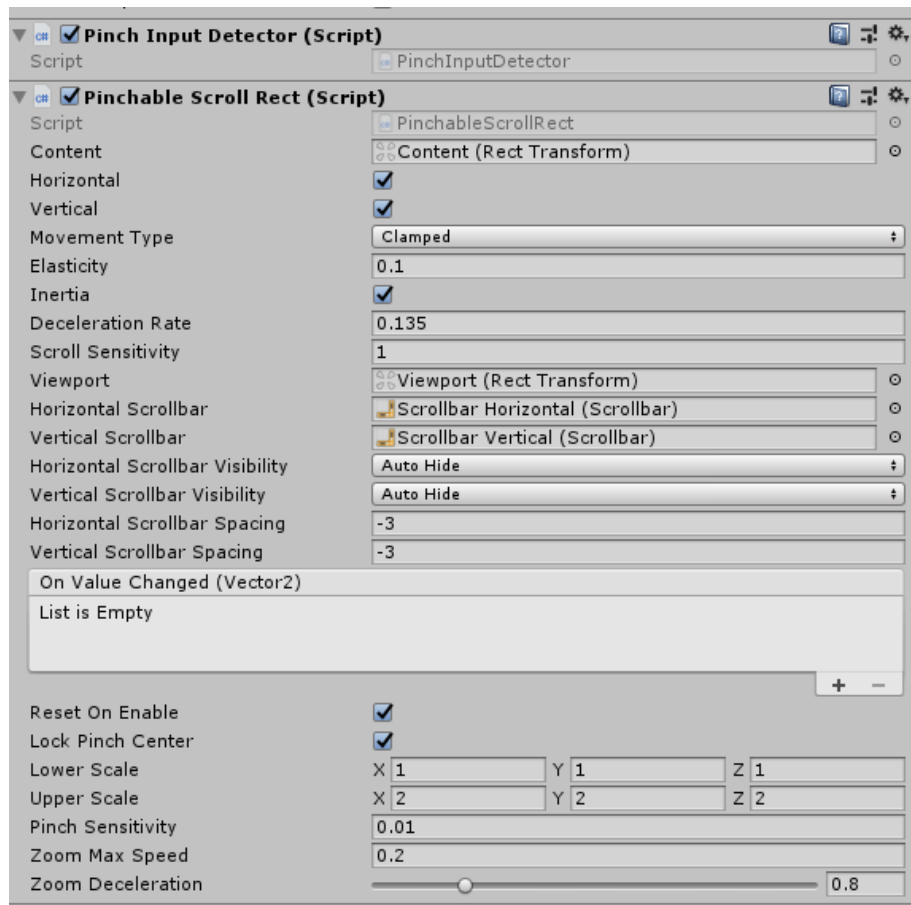 Pinch Input Detector (Script)
Script PinchInputDetector
Pinchable Scroll Rect (Script)
Script PinchableScrollRect
Content Content (Rect Transform)
Horizontal
Vertical
Movement Type Clamped
Elasticity 0.1
Inertia
Deceleration Rate 0.135
Scroll Sensitivity 1
Viewport Viewport (Rect Transform)
Horizontal Scrollbar Scrollbar Horizontal (Scrollbar)
Vertical Scrollbar Scrollbar Vertical (Scrollbar)
Horizontal Scrollbar Visibility Auto Hide
Vertical Scrollbar Visibility Auto Hide
Horizontal Scrollbar Spacing -3
Vertical Scrollbar Spacing -3
On Value Changed (Vector2)
List is Empty
+ −
Reset On Enable
Lock Pinch Center
Lower Scale X 1 Y 1 Z 1
Upper Scale X 2 Y 2 Z 2
Pinch Sensitivity 0.01
Zoom Max Speed 0.2
Zoom Deceleration 0.8